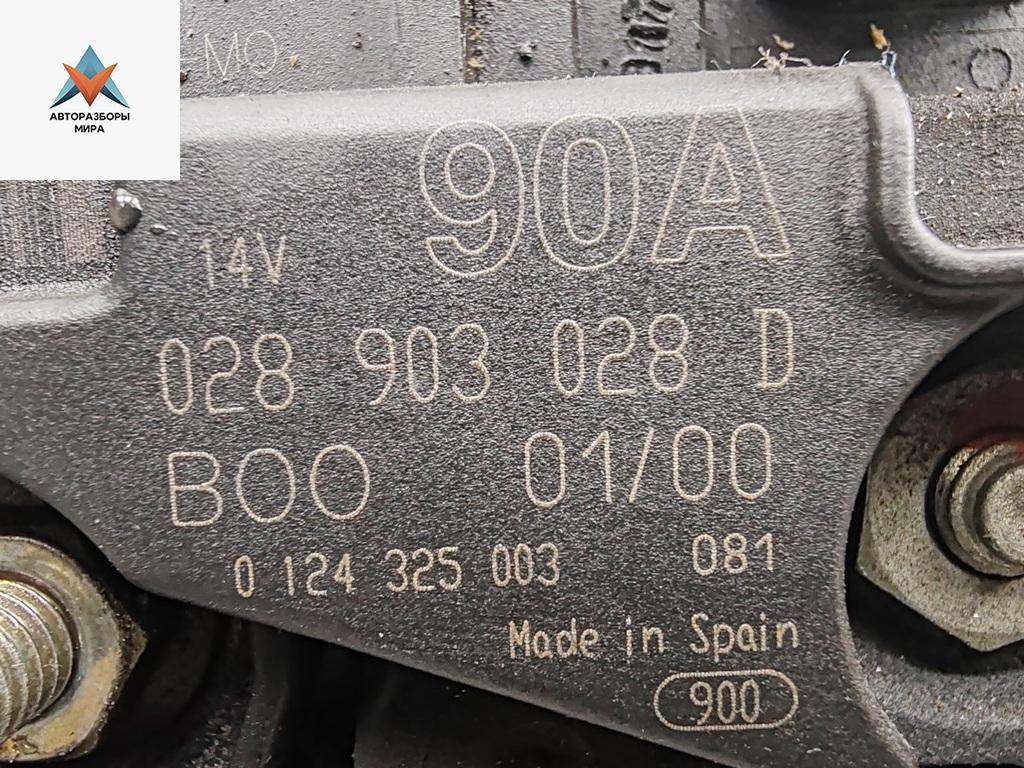 АВТОРАЗБОРЫ
МИРА
MO
90A
14V
028 903 028 D
BOO 01/00
0 124 325 003 081
Made in Spain
900